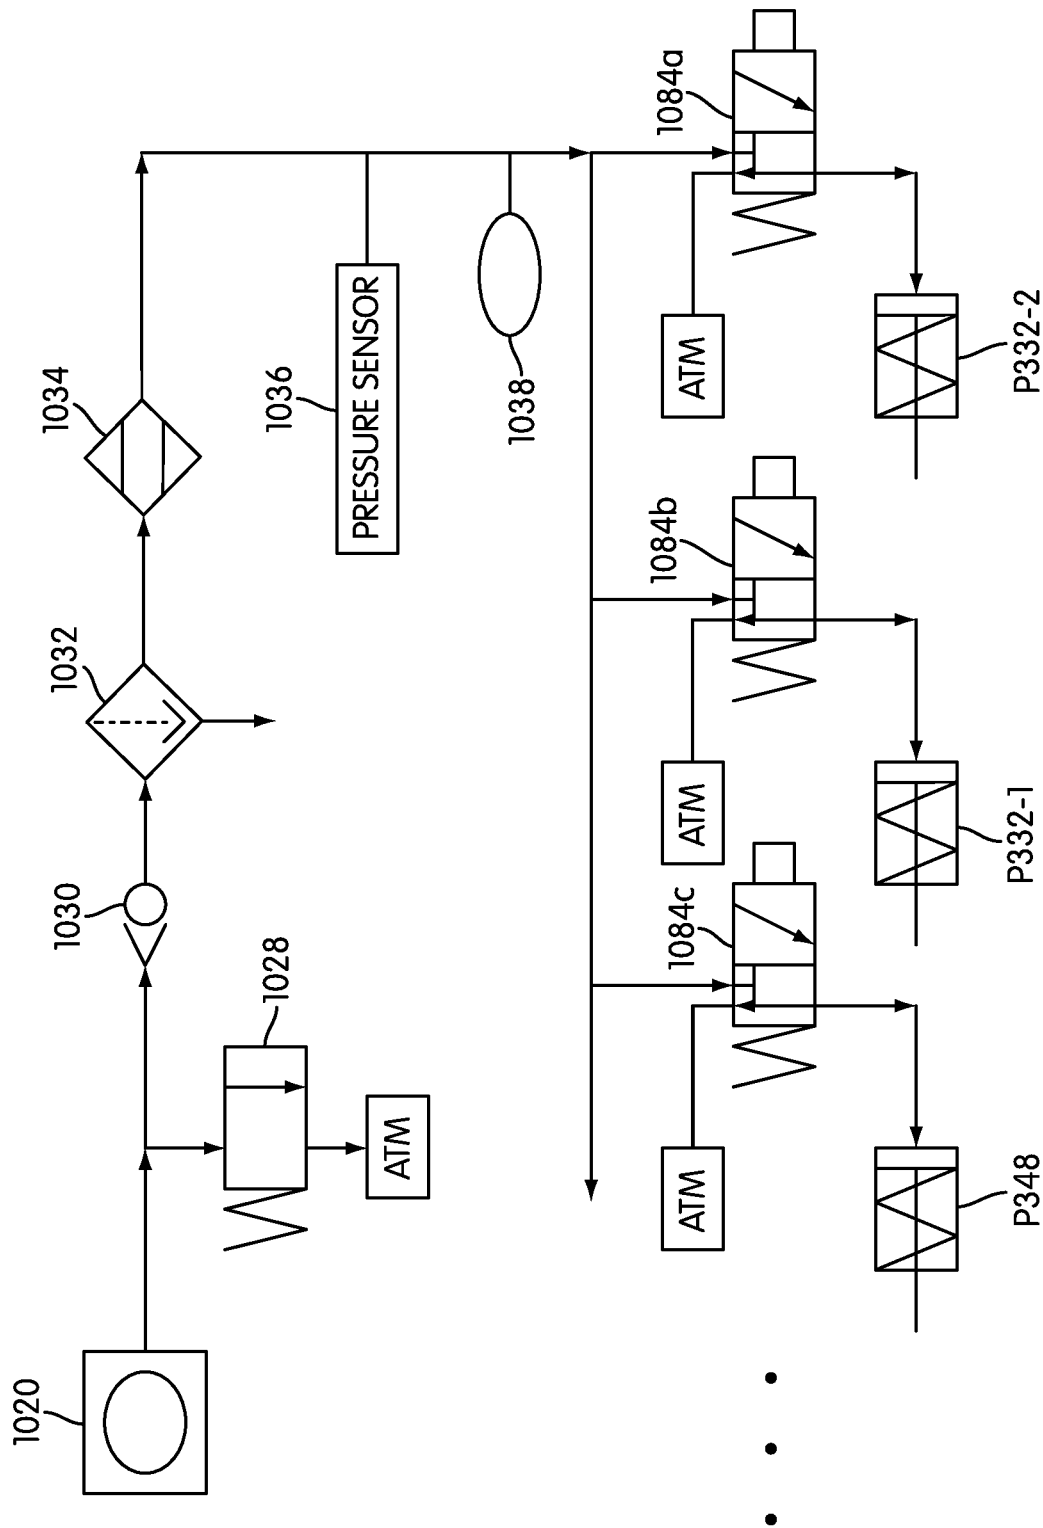 1020
1028
ATM
1030
1032
1034
1036
PRESSURE SENSOR
1038
1084c
ATM
P348
1084b
ATM
P332-1
1084a
ATM
P332-2